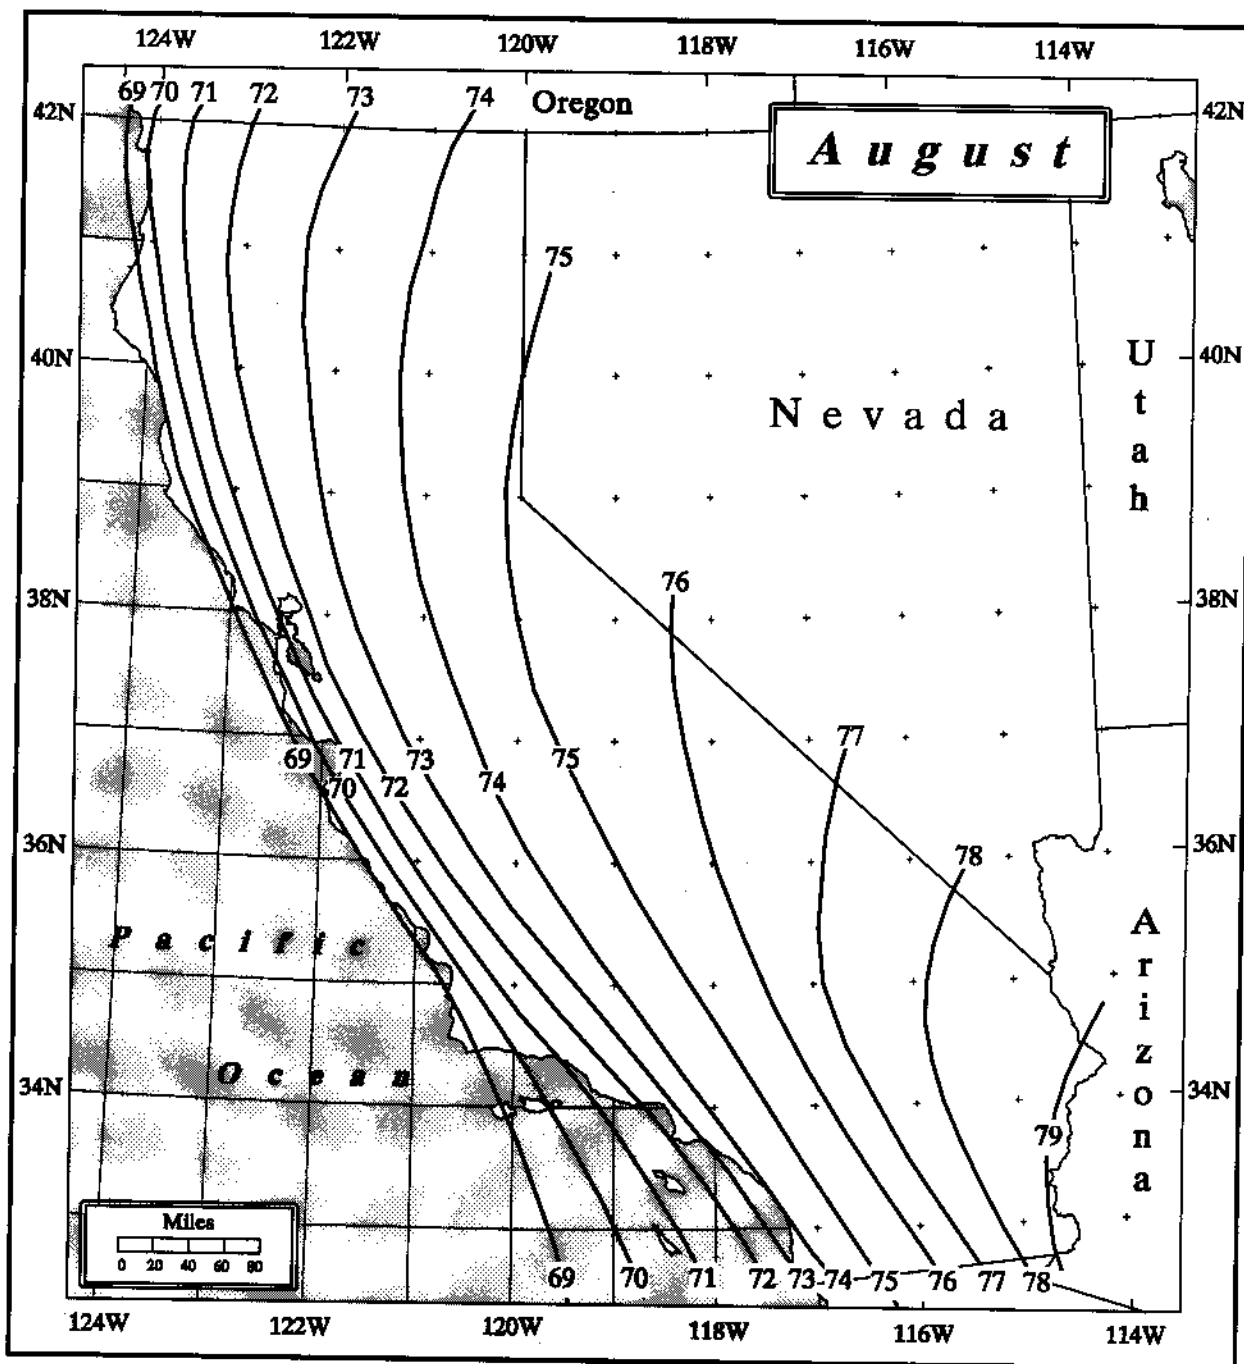 124W 122W 120W 118W 116W 114W
69 70 71 72 73 74
Oregon
42N 42N
August
75
40N 40N
Utah
Nevada
76
38N 38N
77
69 71 73 74 75
70 72
78
36N 36N
Pacific
Arizona
Ocean
34N 34N
79
Miles
0 20 40 60 80
69 70 71 72 73 74 75 76 77 78
124W 122W 120W 118W 116W 114W